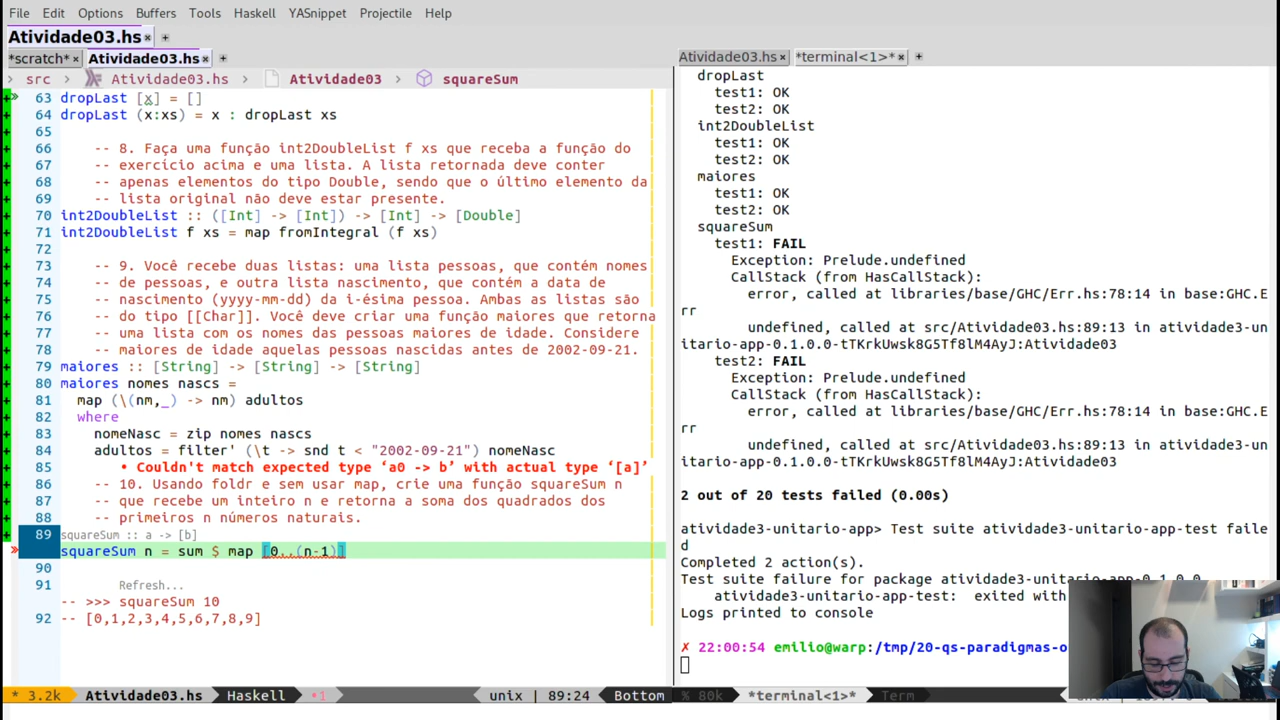 File Edit Options Buffers Tools Haskell YASnippet Projectile Help
Atividade03.hs
*scratch* Atividade03.hs
src Atividade03.hs Atividade03 squareSum
63 dropLast [x] = []
64 dropLast (x:xs) = x : dropLast xs
65
66 -- 8. Faça uma função int2DoubleList f xs que receba a função do
67 -- exercício acima e uma lista. A lista retornada deve conter
68 -- apenas elementos do tipo Double, sendo que o último elemento da
69 -- lista original não deve estar presente.
70 int2DoubleList :: ([Int] -> [Int]) -> [Int] -> [Double]
71 int2DoubleList f xs = map fromIntegral (f xs)
72
73 -- 9. Você recebe duas listas: uma lista pessoas, que contém nomes
74 -- de pessoas, e outra lista nascimento, que contém a data de
75 -- nascimento (yyyy-mm-dd) da i-ésima pessoa. Ambas as listas são
76 -- do tipo [[Char]]. Você deve criar uma função maiores que retorna
77 -- uma lista com os nomes das pessoas maiores de idade. Considere
78 -- maiores de idade aquelas pessoas nascidas antes de 2002-09-21.
79 maiores :: [String] -> [String] -> [String]
80 maiores nomes nascs =
81 map (\(nm,_) -> nm) adultos
82 where
83 nomeNasc = zip nomes nascs
84 adultos = filter' (\t -> snd t < "2002-09-21") nomeNasc
85 • Couldn't match expected type ‘a0 -> b’ with actual type ‘[a]’
86 -- 10. Usando foldr e sem usar map, crie uma função squareSum n
87 -- que recebe um inteiro n e retorna a soma dos quadrados dos
88 -- primeiros n números naturais.
89 squareSum :: a -> [b]
squareSum n = sum $ map [0..(n-1)]
90
91 Refresh...
-- >>> squareSum 10
92 -- [0,1,2,3,4,5,6,7,8,9]
* 3.2k Atividade03.hs Haskell •1 unix | 89:24 Bottom
Atividade03.hs *terminal<1>*
dropLast
test1: OK
test2: OK
int2DoubleList
test1: OK
test2: OK
maiores
test1: OK
test2: OK
squareSum
test1: FAIL
Exception: Prelude.undefined
CallStack (from HasCallStack):
error, called at libraries/base/GHC/Err.hs:78:14 in base:GHC.E
rr
undefined, called at src/Atividade03.hs:89:13 in atividade3-un
itario-app-0.1.0.0-tTKrkUwsk8G5Tf8lM4AyJ:Atividade03
test2: FAIL
Exception: Prelude.undefined
CallStack (from HasCallStack):
error, called at libraries/base/GHC/Err.hs:78:14 in base:GHC.E
rr
undefined, called at src/Atividade03.hs:89:13 in atividade3-un
itario-app-0.1.0.0-tTKrkUwsk8G5Tf8lM4AyJ:Atividade03
2 out of 20 tests failed (0.00s)
atividade3-unitario-app> Test suite atividade3-unitario-app-test faile
d
Completed 2 action(s).
Test suite failure for package atividade3-unitario-app-0.1.0.0
atividade3-unitario-app-test: exited with
Logs printed to console
✗ 22:00:54 emilio@warp:/tmp/20-qs-paradigmas-o
% 80k *terminal<1>* Term